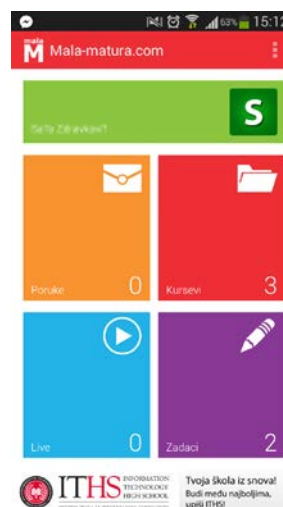 63% 15:12
mala
M Mala-matura.com
S
Poruke 0
Kursevi 3
Live 0
Zadaci 2
ITHS INFORMATION
TECHNOLOGY
HIGH SCHOOL
Tvoja škola iz snova!
Budi među najboljima,
upiši ITHS!